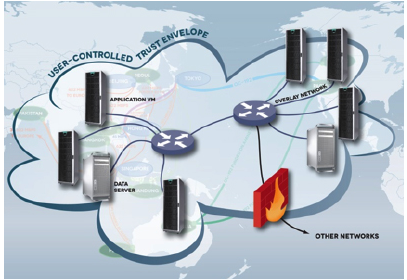 USER-CONTROLLED TRUST ENVELOPE
APPLICATION VM
OVERLAY NETWORK
DATA
SERVER
OTHER NETWORKS